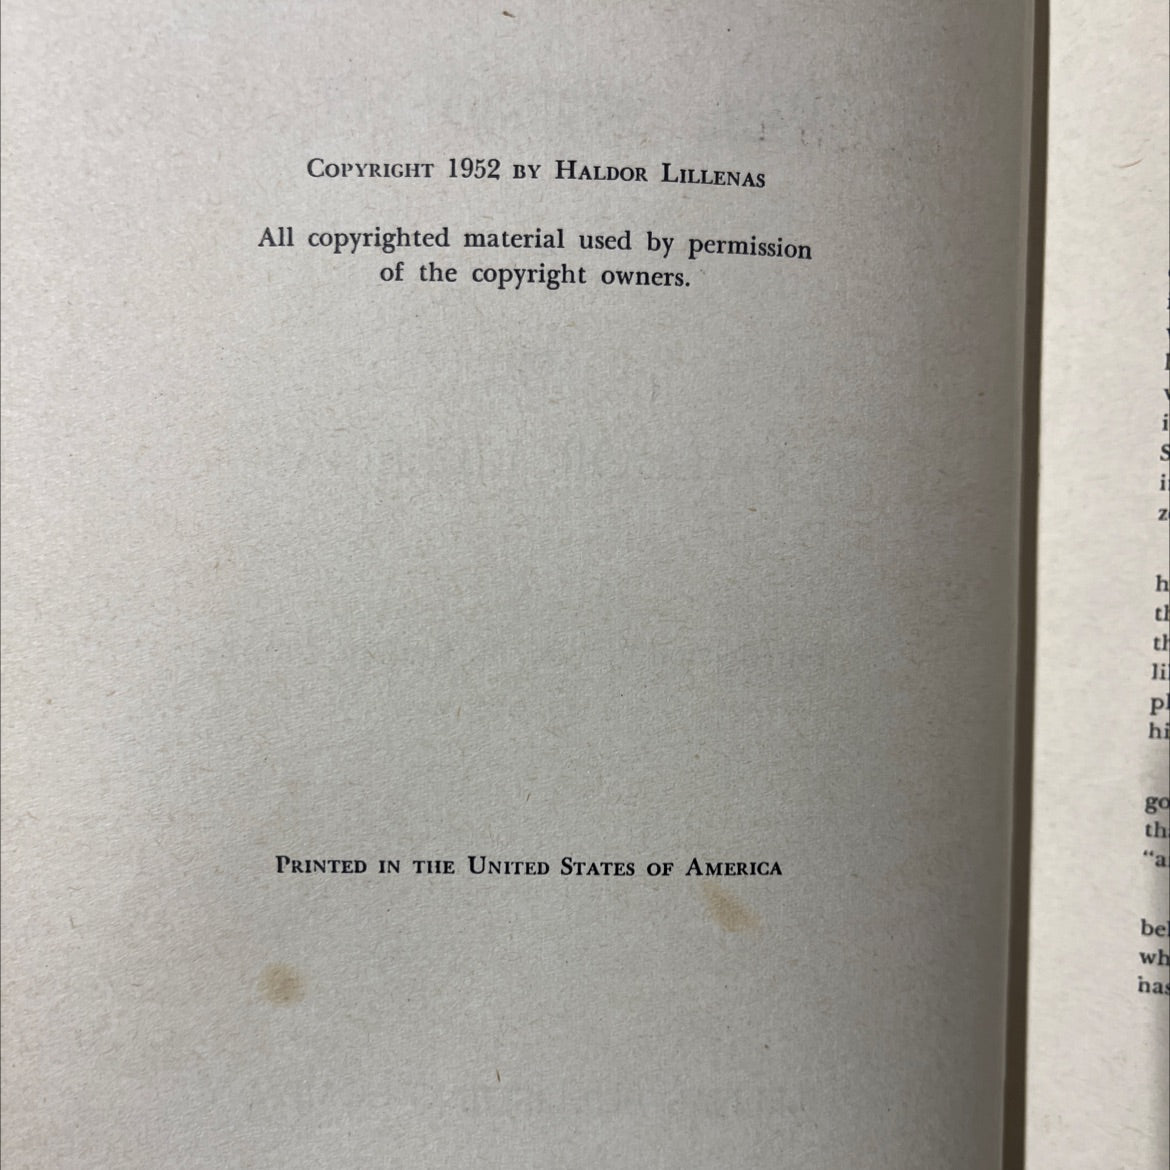 Copyright 1952 by Haldor Lillenas
All copyrighted material used by permission
of the copyright owners.
Printed in the United States of America